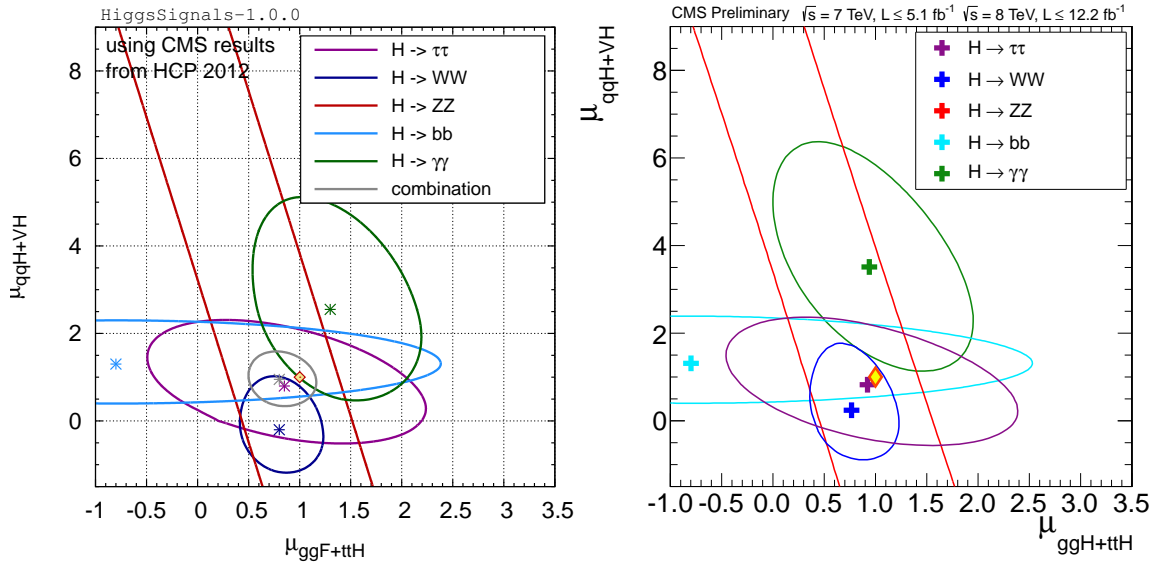 HiggsSignals-1.0.0
using CMS results
from HCP 2012
H -> ττ
H -> WW
H -> ZZ
H -> bb
H -> γγ
combination
8
6
4
2
0
μqqH+VH
-1 -0.5 0 0.5 1 1.5 2 2.5 3 3.5
μggF+ttH
CMS Preliminary √s = 7 TeV, L ≤ 5.1 fb⁻¹ √s = 8 TeV, L ≤ 12.2 fb⁻¹
H → ττ
H → WW
H → ZZ
H → bb
H → γγ
8
6
4
2
0
μqqH+VH
-1.0 -0.5 0.0 0.5 1.0 1.5 2.0 2.5 3.0 3.5
μggH+ttH